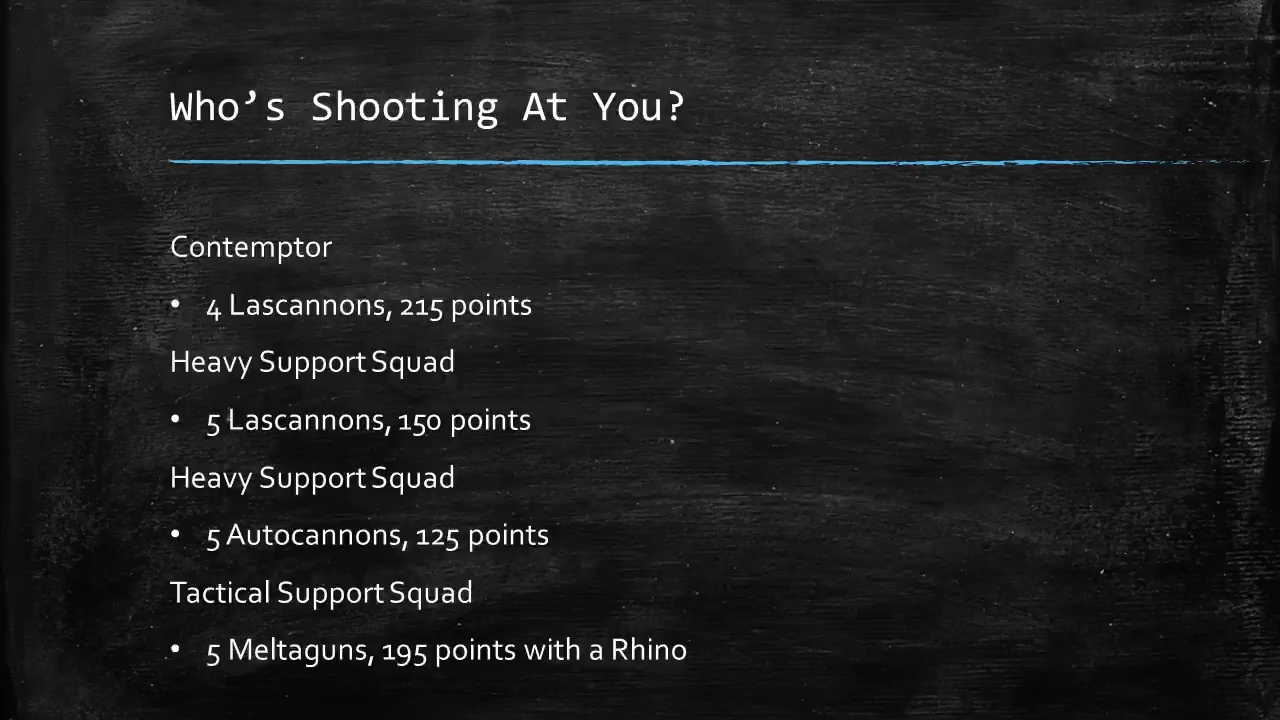 Who’s Shooting At You?
Contemptor
• 4 Lascannons, 215 points
Heavy Support Squad
• 5 Lascannons, 150 points
Heavy Support Squad
• 5 Autocannons, 125 points
Tactical Support Squad
• 5 Meltaguns, 195 points with a Rhino